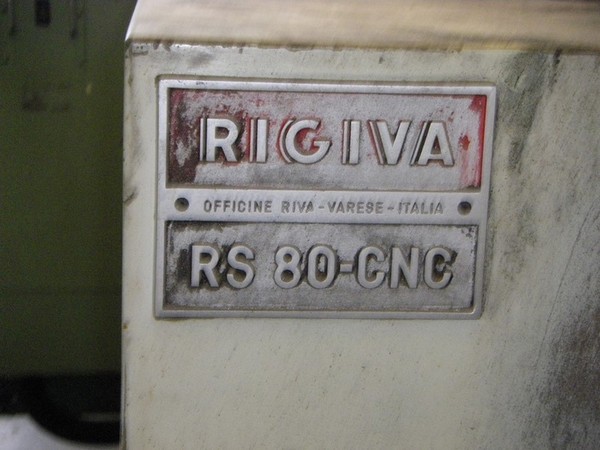 RIGIVA
OFFICINE RIVA-VARESE-ITALIA
RS 80-CNC